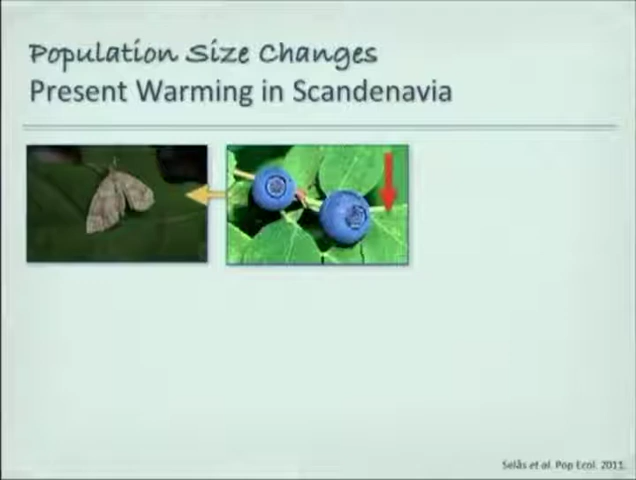 Population Size Changes
Present Warming in Scandenavia
Selås et al. Pop Ecol. 2011.